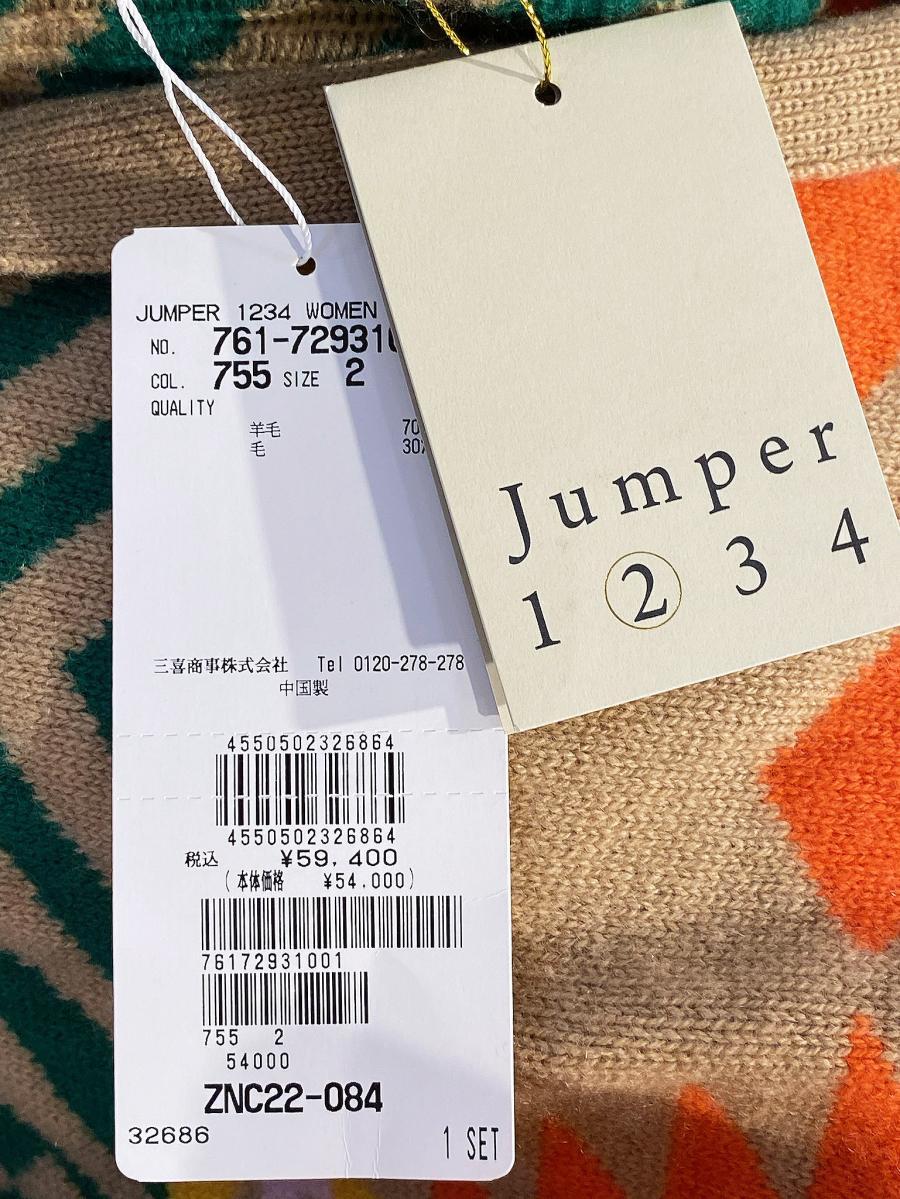 JUMPER 1234 WOMEN
NO. 761-72931
COL. 755 SIZE 2
QUALITY
羊毛 70
毛 30%
三喜商事株式会社 Tel 0120-278-278
中国製
4550502326864
4550502326864
税込 ¥59,400
(本体価格 ¥54,000)
76172931001
755 2
54000
ZNC22-084
32686 1 SET
Jumper
1 2 3 4